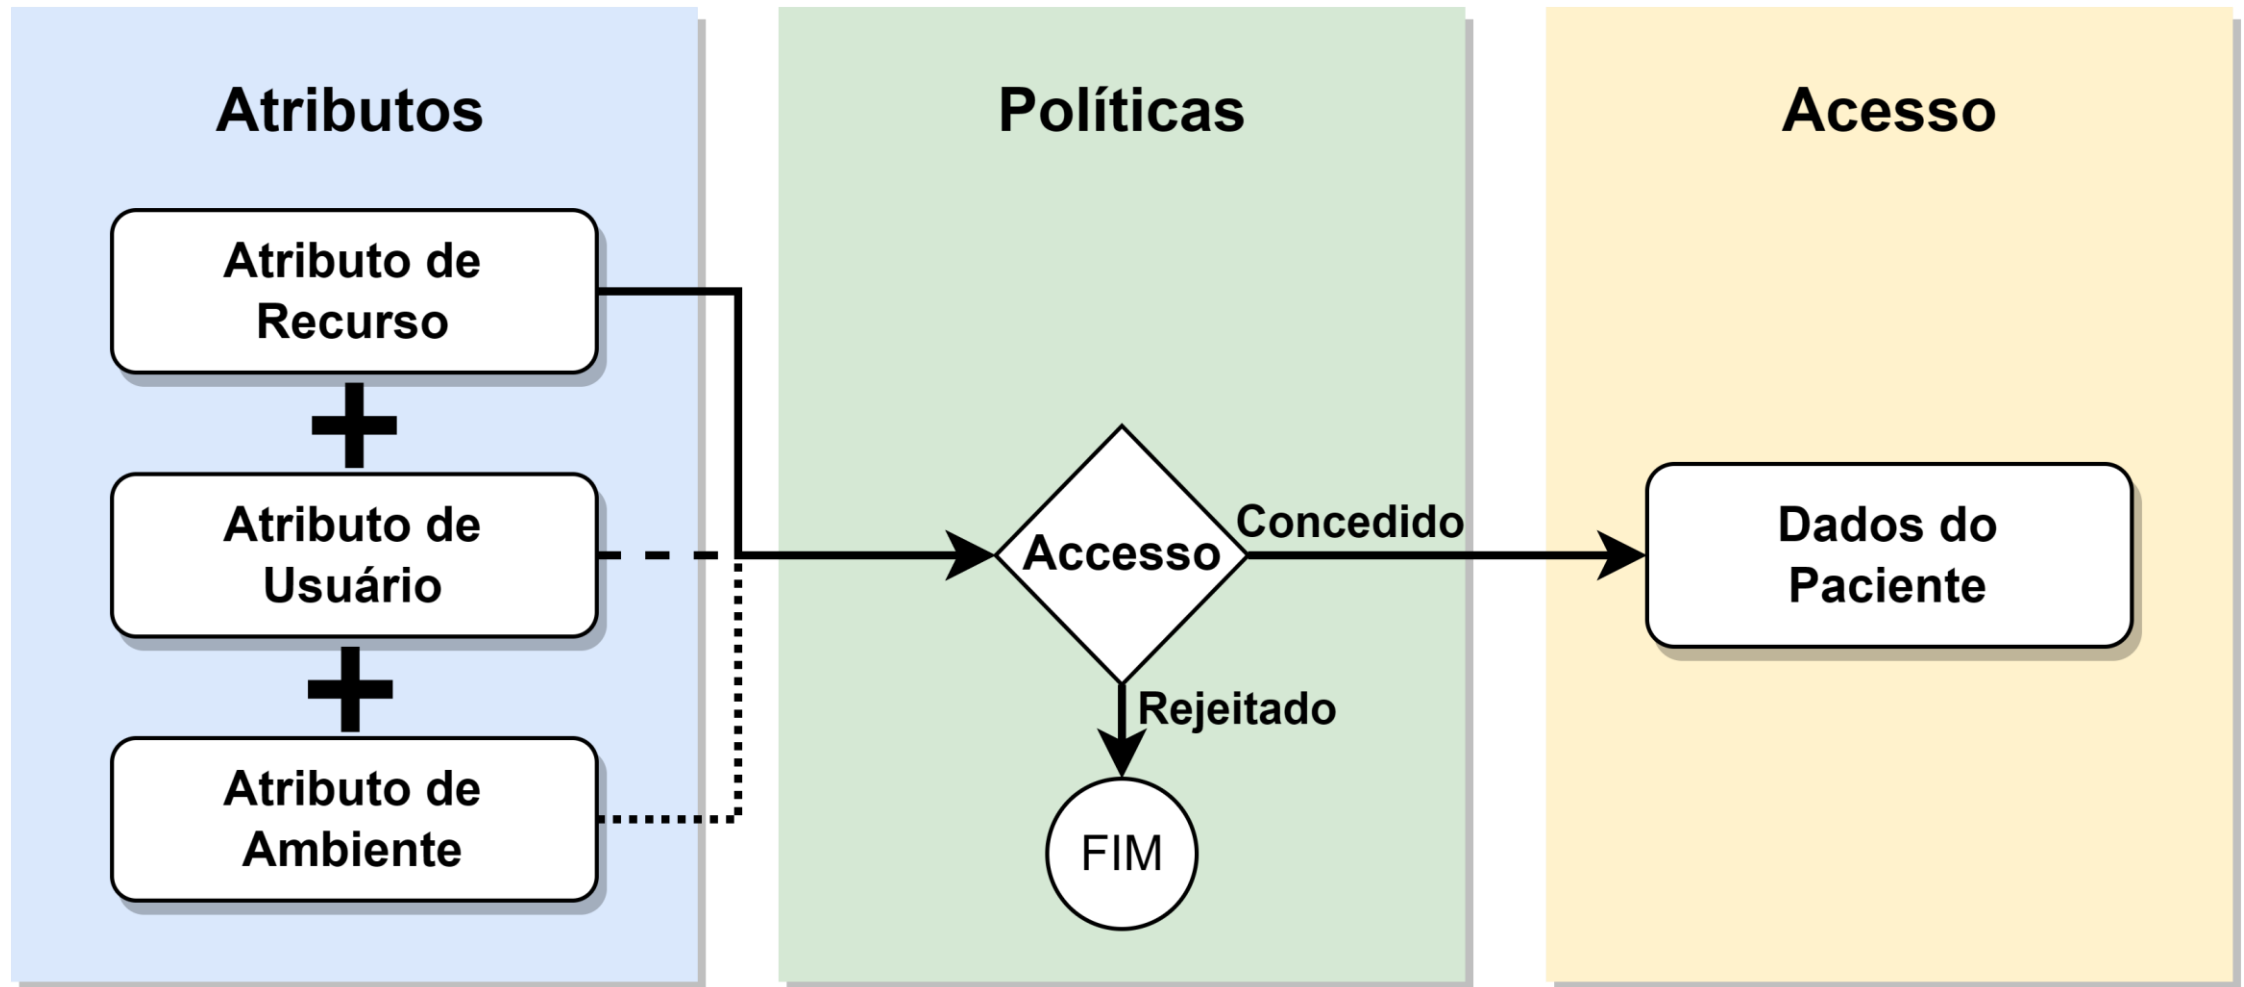 Atributos
Atributo de
Recurso
Atributo de
Usuário
Atributo de
Ambiente
Políticas
Accesso
Concedido
Rejeitado
FIM
Acesso
Dados do
Paciente